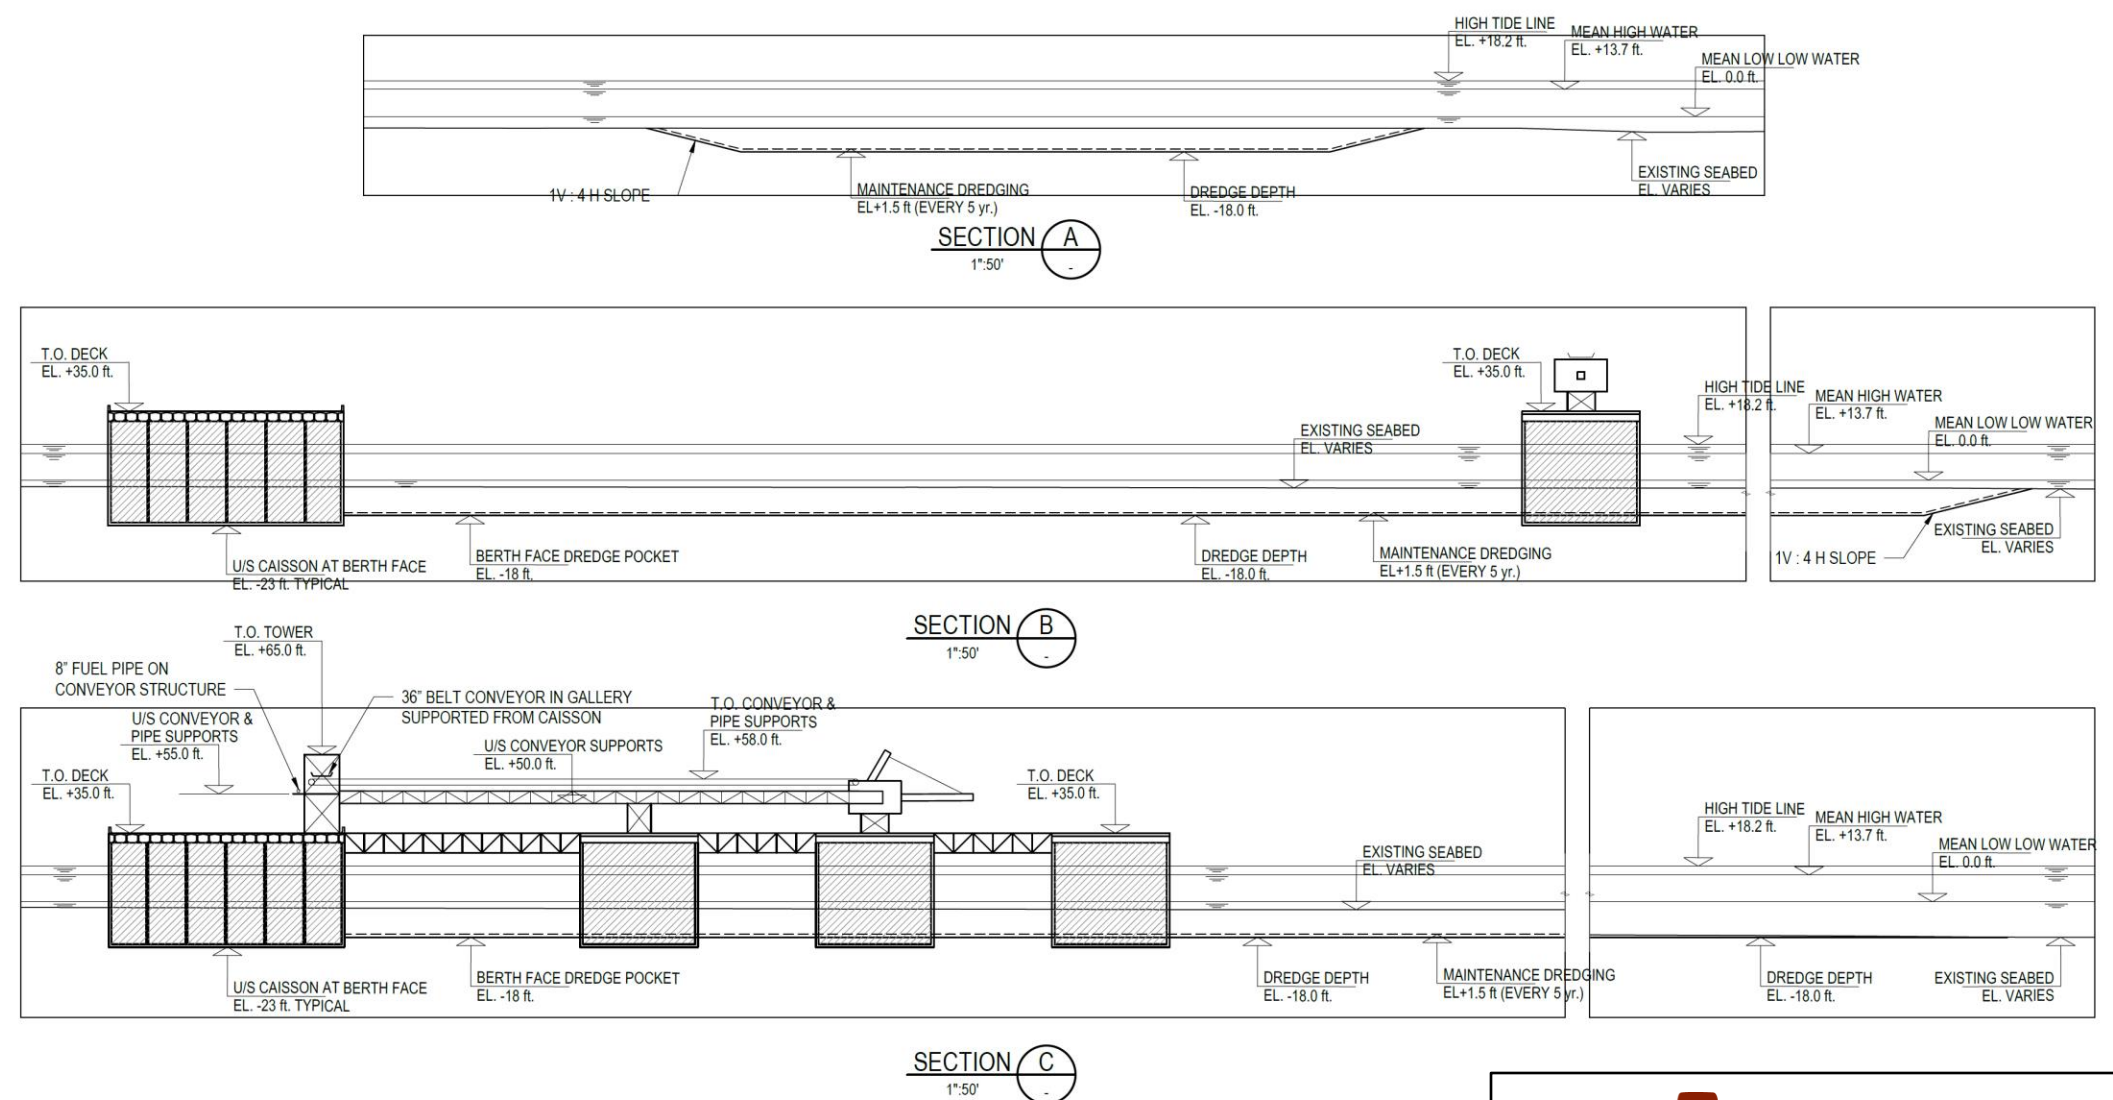 HIGH TIDE LINE
EL. +18.2 ft.
MEAN HIGH WATER
EL. +13.7 ft.
MEAN LOW LOW WATER
EL. 0.0 ft.
1V : 4 H SLOPE
MAINTENANCE DREDGING
EL+1.5 ft (EVERY 5 yr.)
DREDGE DEPTH
EL. -18.0 ft.
EXISTING SEABED
EL. VARIES
SECTION A
1":50'
-
T.O. DECK
EL. +35.0 ft.
T.O. DECK
EL. +35.0 ft.
HIGH TIDE LINE
EL. +18.2 ft.
MEAN HIGH WATER
EL. +13.7 ft.
MEAN LOW LOW WATER
EL. 0.0 ft.
EXISTING SEABED
EL. VARIES
U/S CAISSON AT BERTH FACE
EL. -23 ft. TYPICAL
BERTH FACE DREDGE POCKET
EL. -18 ft.
DREDGE DEPTH
EL. -18.0 ft.
MAINTENANCE DREDGING
EL+1.5 ft (EVERY 5 yr.)
1V : 4 H SLOPE
EXISTING SEABED
EL. VARIES
SECTION B
1":50'
-
T.O. TOWER
EL. +65.0 ft.
8" FUEL PIPE ON
CONVEYOR STRUCTURE
36" BELT CONVEYOR IN GALLERY
SUPPORTED FROM CAISSON
U/S CONVEYOR &
PIPE SUPPORTS
EL. +55.0 ft.
T.O. CONVEYOR &
PIPE SUPPORTS
EL. +58.0 ft.
U/S CONVEYOR SUPPORTS
EL. +50.0 ft.
T.O. DECK
EL. +35.0 ft.
T.O. DECK
EL. +35.0 ft.
HIGH TIDE LINE
EL. +18.2 ft.
MEAN HIGH WATER
EL. +13.7 ft.
MEAN LOW LOW WATER
EL. 0.0 ft.
EXISTING SEABED
EL. VARIES
U/S CAISSON AT BERTH FACE
EL. -23 ft. TYPICAL
BERTH FACE DREDGE POCKET
EL. -18 ft.
DREDGE DEPTH
EL. -18.0 ft.
MAINTENANCE DREDGING
EL+1.5 ft (EVERY 5 yr.)
DREDGE DEPTH
EL. -18.0 ft.
EXISTING SEABED
EL. VARIES
SECTION C
1":50'
-